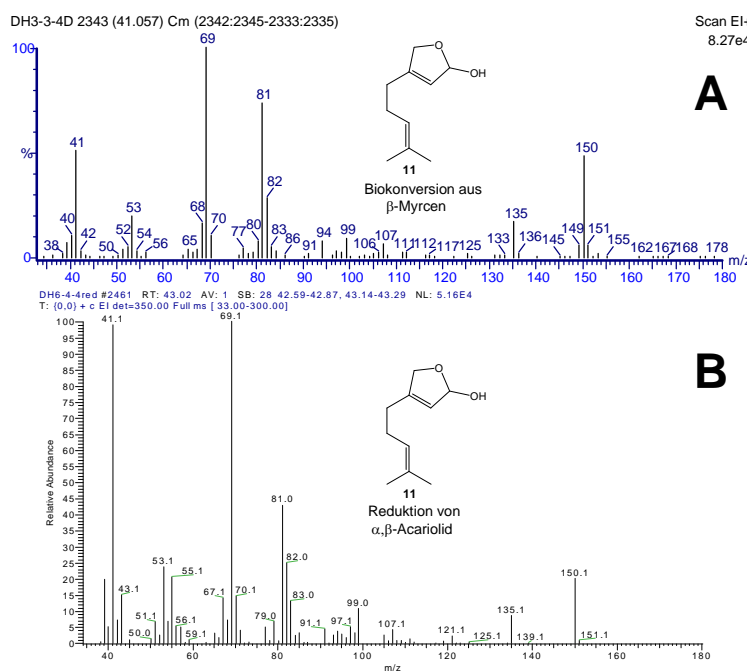 DH3-3-4D 2343 (41.057) Cm (2342:2345-2333:2335)
Scan EI-
8.27e4
A
100
%
0
38 40 41 42 50 52 53 54 56 65 68 69 70 77 80 81 82 83 86 91 94 99 106 107 111 112 117 125 133 135 136 145 149 150 151 155 162 167 168 178
O
OH
11
Biokonversion aus
β-Myrcen
40 50 60 70 80 90 100 110 120 130 140 150 160 170 180
m/z
DH6-4-4red #2461 RT: 43.02 AV: 1 SB: 28 42.59-42.87, 43.14-43.29 NL: 5.16E4
T: {0,0} + c EI det=350.00 Full ms [ 33.00-300.00]
B
Relative Abundance
100
95
90
85
80
75
70
65
60
55
50
45
40
35
30
25
20
15
10
5
0
41.1 43.1 50.0 51.1 53.1 55.1 56.1 59.1 67.1 69.1 70.1 79.0 81.0 82.0 83.0 91.1 97.1 99.0 107.1 121.1 125.1 135.1 139.1 150.1 151.1
O
OH
11
Reduktion von
α,β-Acariolid
40 60 80 100 120 140 160 180
m/z